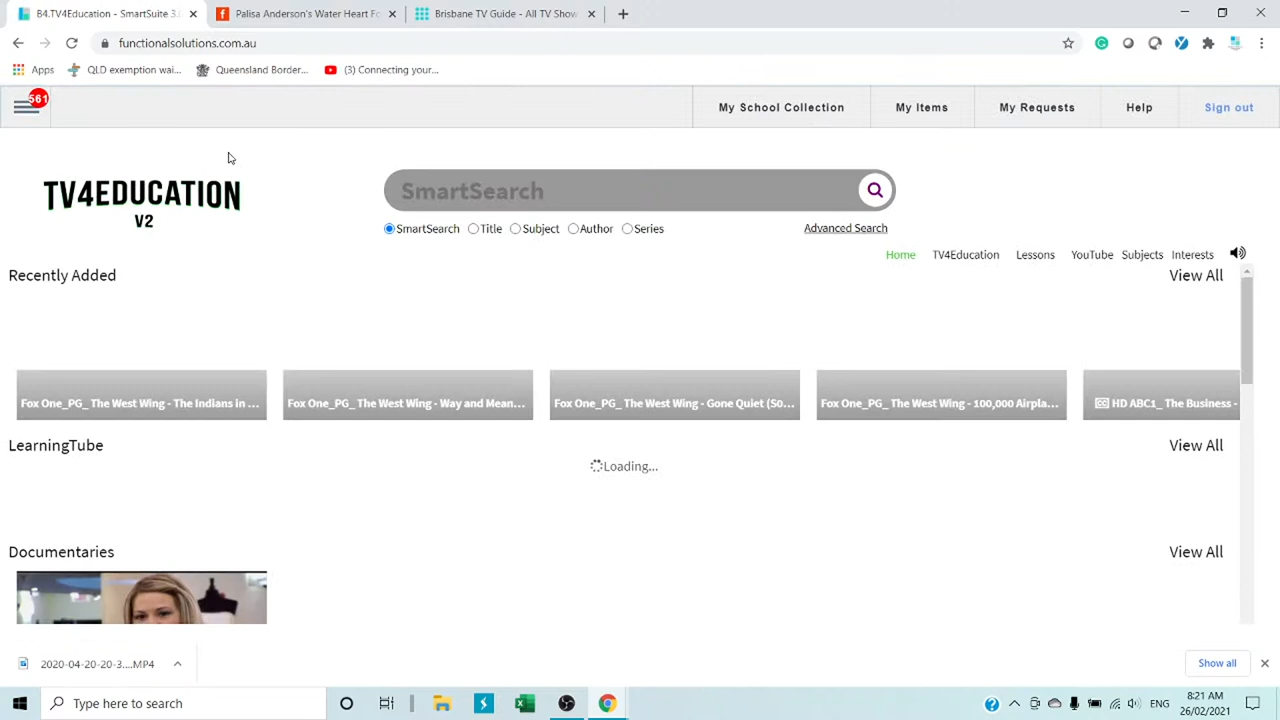 B4.TV4Education - SmartSuite 3.
Palisa Anderson's Water Heart Fo
Brisbane TV Guide - All TV Show
functionalsolutions.com.au
Apps
QLD exemption wai...
Queensland Border...
(3) Connecting your...
561
My School Collection
My Items
My Requests
Help
Sign out
TV4EDUCATION
V2
SmartSearch
SmartSearch
Title
Subject
Author
Series
Advanced Search
Home
TV4Education
Lessons
YouTube
Subjects
Interests
Recently Added
View All
Fox One_PG_ The West Wing - The Indians in ...
Fox One_PG_ The West Wing - Way and Mean...
Fox One_PG_ The West Wing - Gone Quiet (So...
Fox One_PG_ The West Wing - 100,000 Airpla...
CC HD ABC1_ The Business -
LearningTube
View All
Loading...
Documentaries
View All
2020-04-20-20-3....MP4
Show all
Type here to search
ENG
8:21 AM
26/02/2021